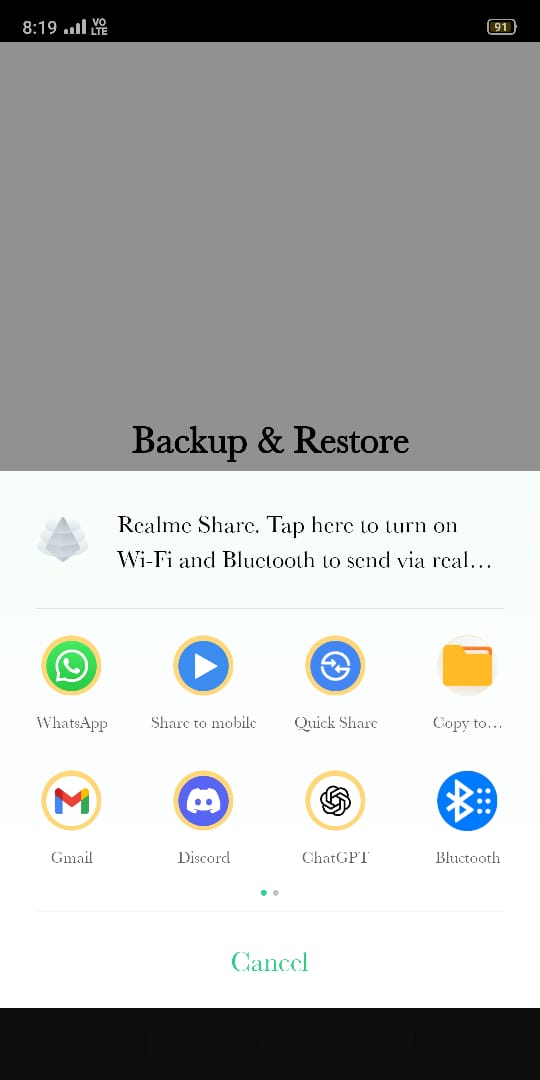 8:19 VO LTE 91
Backup & Restore
Realme Share. Tap here to turn on
Wi-Fi and Bluetooth to send via real...
WhatsApp Share to mobile Quick Share Copy to...
Gmail Discord ChatGPT Bluetooth
Cancel